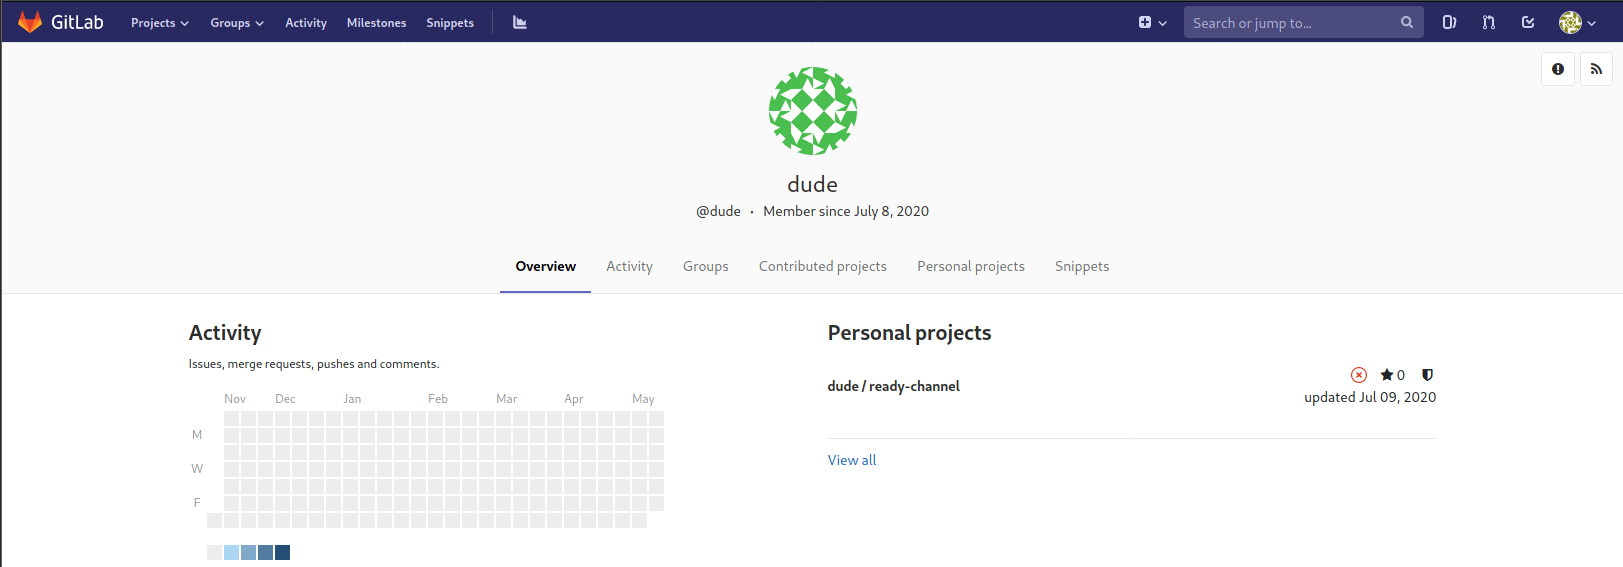 GitLab Projects Groups Activity Milestones Snippets Search or jump to...
dude
@dude · Member since July 8, 2020
Overview Activity Groups Contributed projects Personal projects Snippets
Activity
Issues, merge requests, pushes and comments.
Nov Dec Jan Feb Mar Apr May
M
W
F
Personal projects
dude / ready-channel
0
updated Jul 09, 2020
View all